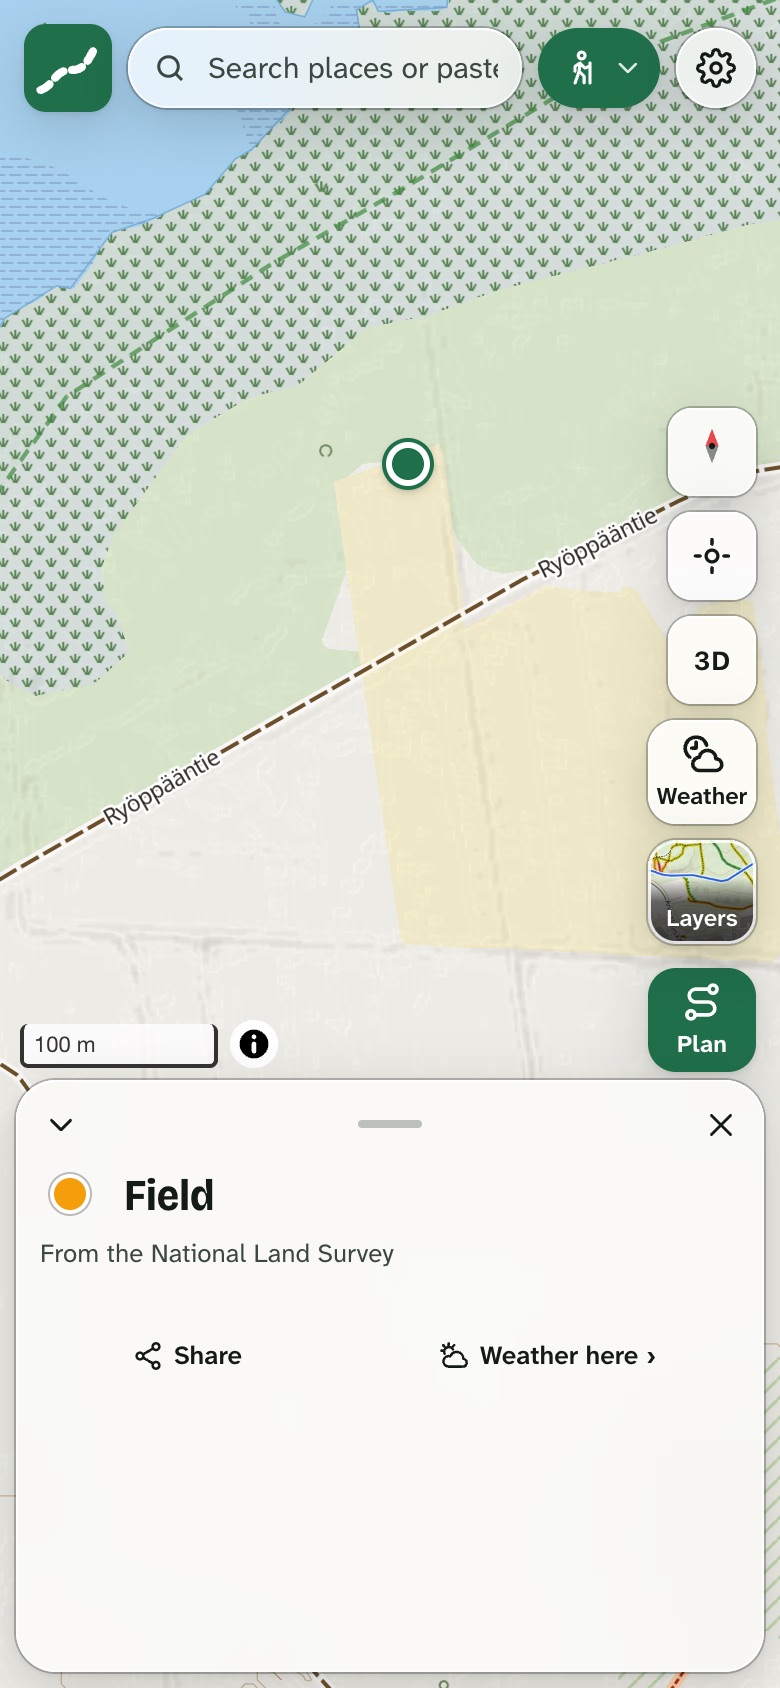 Search places or paste
Ryöppääntie
3D
Weather
Ryöppääntie
Layers
100 m
Plan
Field
From the National Land Survey
Share
Weather here ›